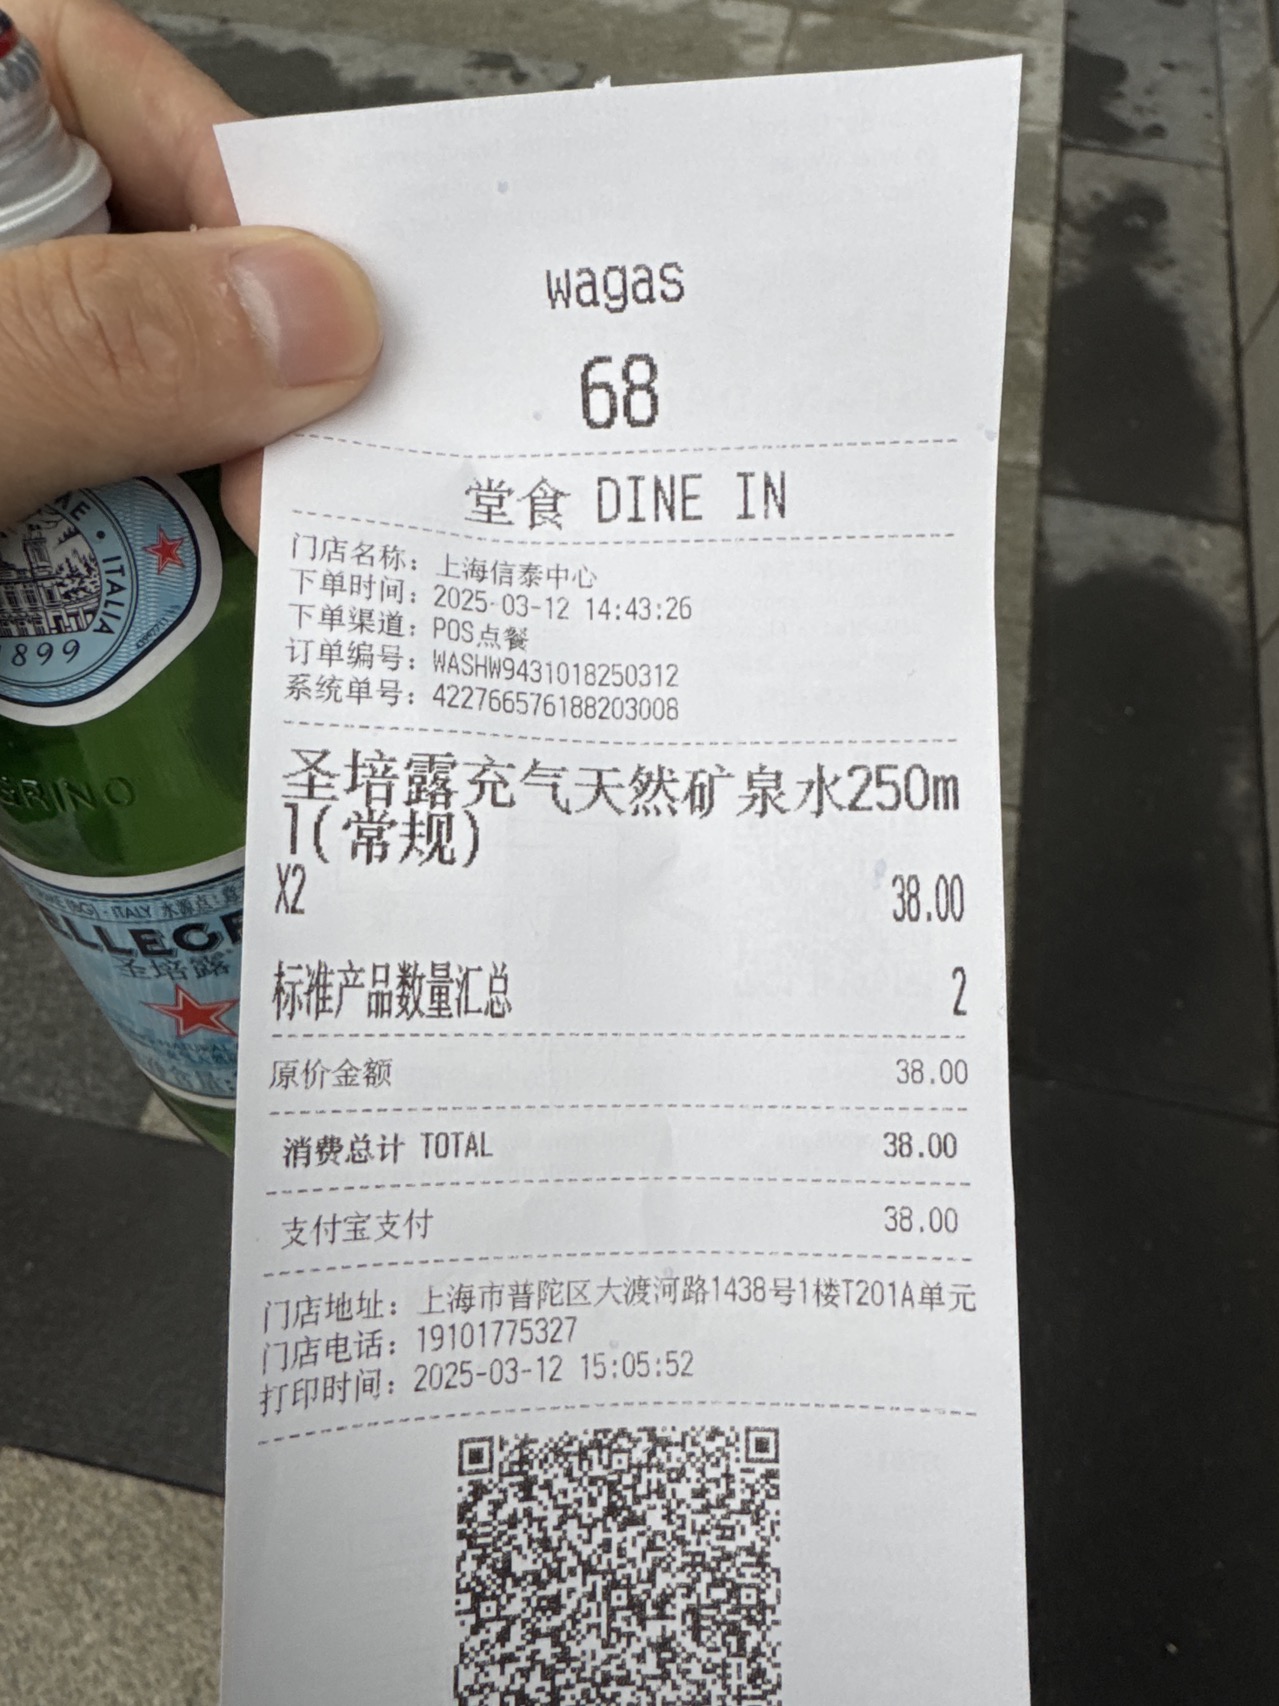 wagas
68
堂食 DINE IN
门店名称： 上海信泰中心
下单时间： 2025-03-12 14:43:26
下单渠道： POS点餐
订单编号： WASHW9431018250312
系统单号： 422766576188203008
圣培露充气天然矿泉水250m
l(常规)
X2 38.00
标准产品数量汇总 2
原价金额 38.00
消费总计 TOTAL 38.00
支付宝支付 38.00
门店地址： 上海市普陀区大渡河路1438号1楼T201A单元
门店电话： 19101775327
打印时间： 2025-03-12 15:05:52
ITALIA
1899
ITALY 水源点:
圣培露